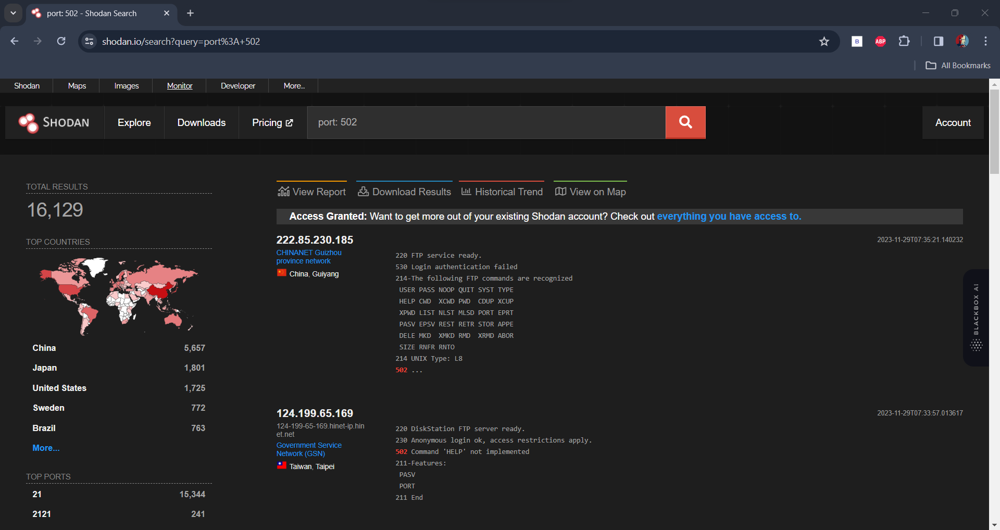 port: 502 - Shodan Search
shodan.io/search?query=port%3A+502
B
ABP
All Bookmarks
Shodan
Maps
Images
Monitor
Developer
More...
SHODAN
Explore
Downloads
Pricing
port: 502
Account
TOTAL RESULTS
16,129
TOP COUNTRIES
China 5,657
Japan 1,801
United States 1,725
Sweden 772
Brazil 763
More...
TOP PORTS
21 15,344
2121 241
View Report
Download Results
Historical Trend
View on Map
Access Granted: Want to get more out of your existing Shodan account? Check out everything you have access to.
222.85.230.185
2023-11-29T07:35:21.140232
CHINANET Guizhou
province network
China, Guiyang
220 FTP service ready.
530 Login authentication failed
214-The following FTP commands are recognized
USER PASS NOOP QUIT SYST TYPE
HELP CWD XCWD PWD CDUP XCUP
XPWD LIST NLST MLSD PORT EPRT
PASV EPSV REST RETR STOR APPE
DELE MKD XMKD RMD XRMD ABOR
SIZE RNFR RNTO
214 UNIX Type: L8
502 ...
124.199.65.169
2023-11-29T07:33:57.013617
124-199-65-169.hinet-ip.hin
et.net
Government Service
Network (GSN)
Taiwan, Taipei
220 DiskStation FTP server ready.
230 Anonymous login ok, access restrictions apply.
502 Command 'HELP' not implemented
211-Features:
PASV
PORT
211 End
BLACKBOX AI